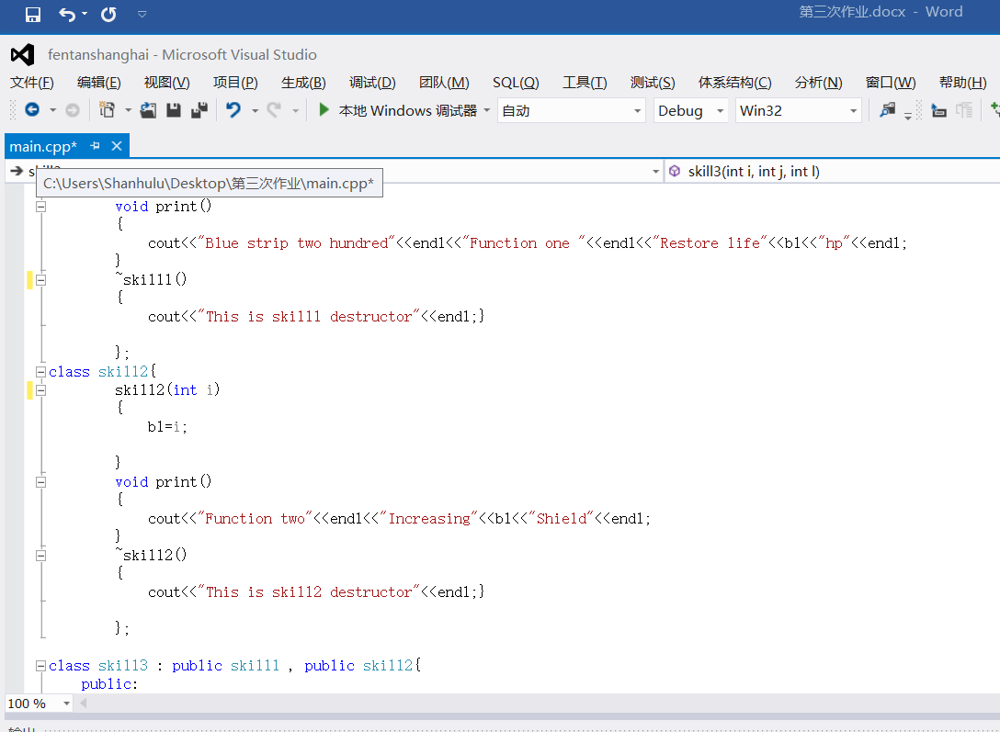 第三次作业.docx - Word
fentanshanghai - Microsoft Visual Studio
文件(F) 编辑(E) 视图(V) 项目(P) 生成(B) 调试(D) 团队(M) SQL(Q) 工具(T) 测试(S) 体系结构(C) 分析(N) 窗口(W) 帮助(H)
本地 Windows 调试器 自动 Debug Win32
main.cpp*
skill3(int i, int j, int l)
C:\Users\Shanhulu\Desktop\第三次作业\main.cpp*
void print()
{
cout<<"Blue strip two hundred"<<endl<<"Function one "<<endl<<"Restore life"<<bl<<"hp"<<endl;
}
~skill1()
{
cout<<"This is skill1 destructor"<<endl;}
};
class skill2{
skill2(int i)
{
bl=i;
}
void print()
{
cout<<"Function two"<<endl<<"Increasing"<<bl<<"Shield"<<endl;
}
~skill2()
{
cout<<"This is skill2 destructor"<<endl;}
};
class skill3 : public skill1 , public skill2{
public:
100 %